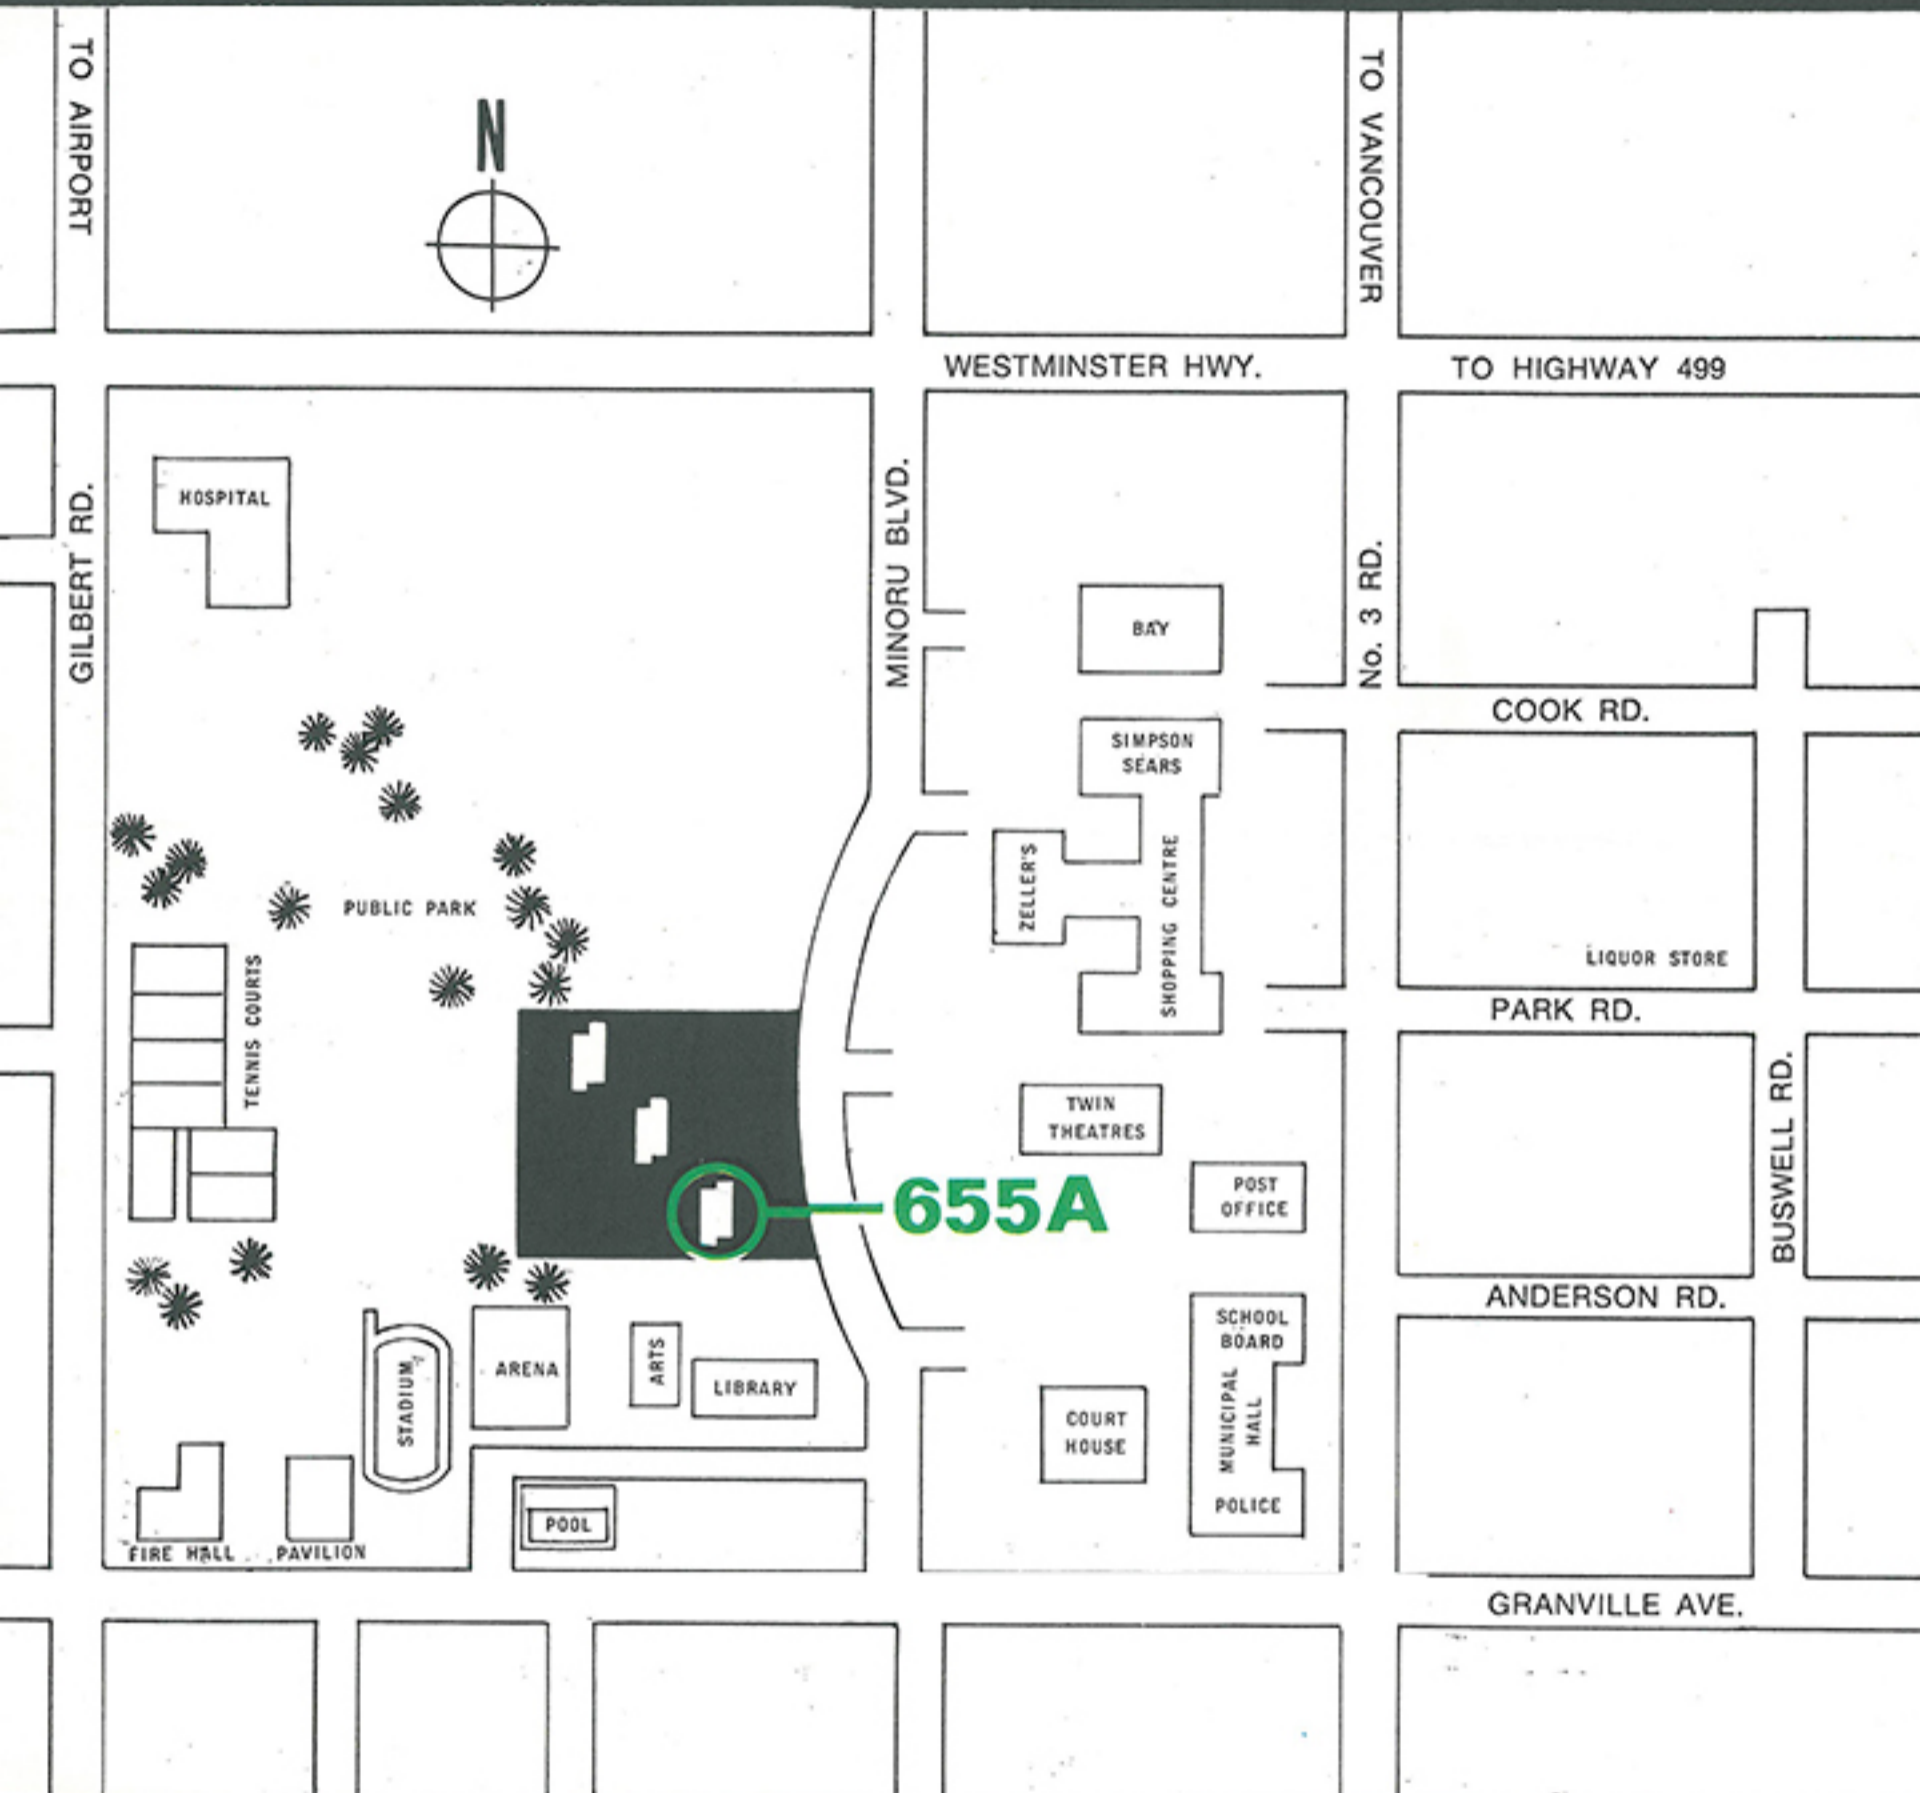 TO AIRPORT
N
TO VANCOUVER
WESTMINSTER HWY.
TO HIGHWAY 499
HOSPITAL
GILBERT RD.
MINORU BLVD.
No. 3 RD.
BAY
COOK RD.
SIMPSON
SEARS
ZELLER'S
SHOPPING CENTRE
PUBLIC PARK
LIQUOR STORE
TENNIS COURTS
PARK RD.
TWIN
THEATRES
POST
OFFICE
655A
BUSWELL RD.
ANDERSON RD.
SCHOOL
BOARD
STADIUM
ARENA
ARTS
LIBRARY
COURT
HOUSE
MUNICIPAL
HALL
POLICE
POOL
FIRE HALL
PAVILION
GRANVILLE AVE.